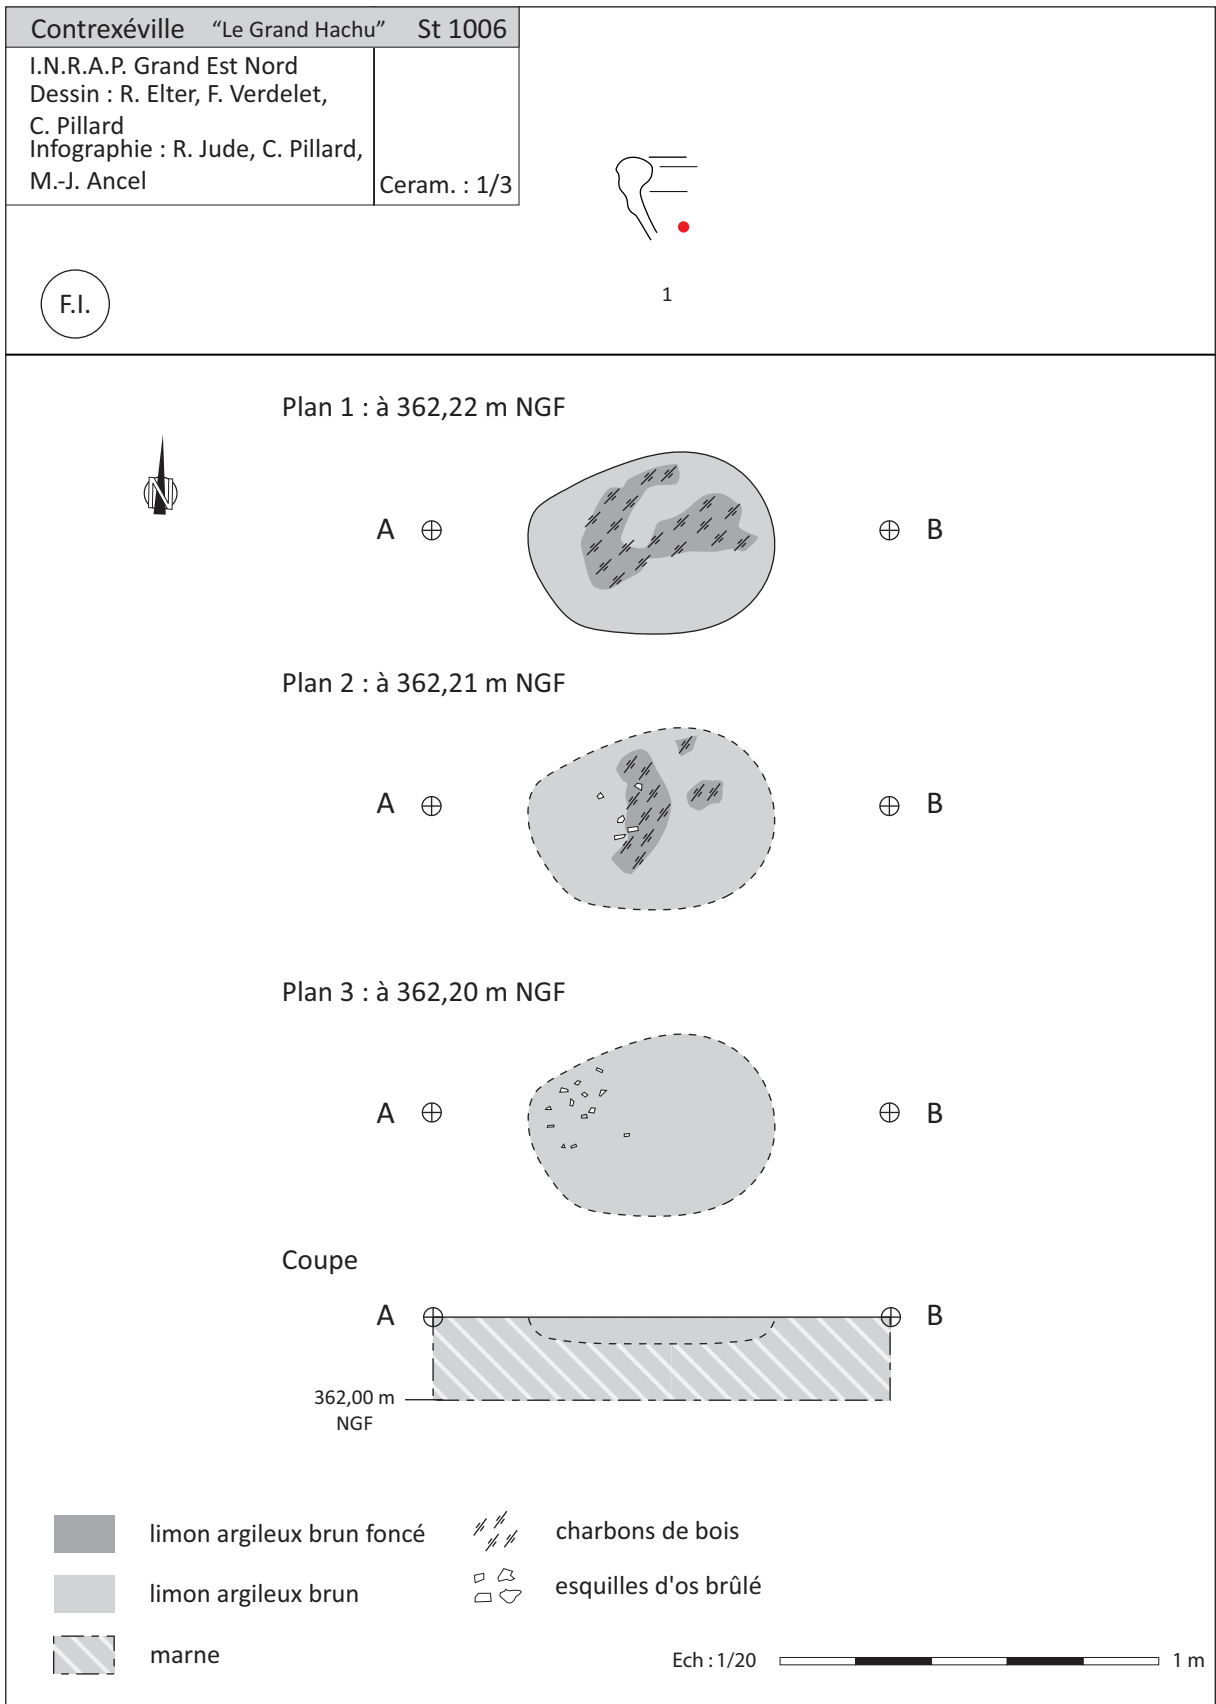 Contrexéville “Le Grand Hachu” St 1006
I.N.R.A.P. Grand Est Nord
Dessin : R. Elter, F. Verdelet,
C. Pillard
Infographie : R. Jude, C. Pillard,
M.-J. Ancel
Ceram. : 1/3
1
F.I.
Plan 1 : à 362,22 m NGF
N
A B
Plan 2 : à 362,21 m NGF
A B
Plan 3 : à 362,20 m NGF
A B
Coupe
A B
362,00 m
NGF
limon argileux brun foncé
charbons de bois
limon argileux brun
esquilles d'os brûlé
marne
Ech : 1/20 1 m